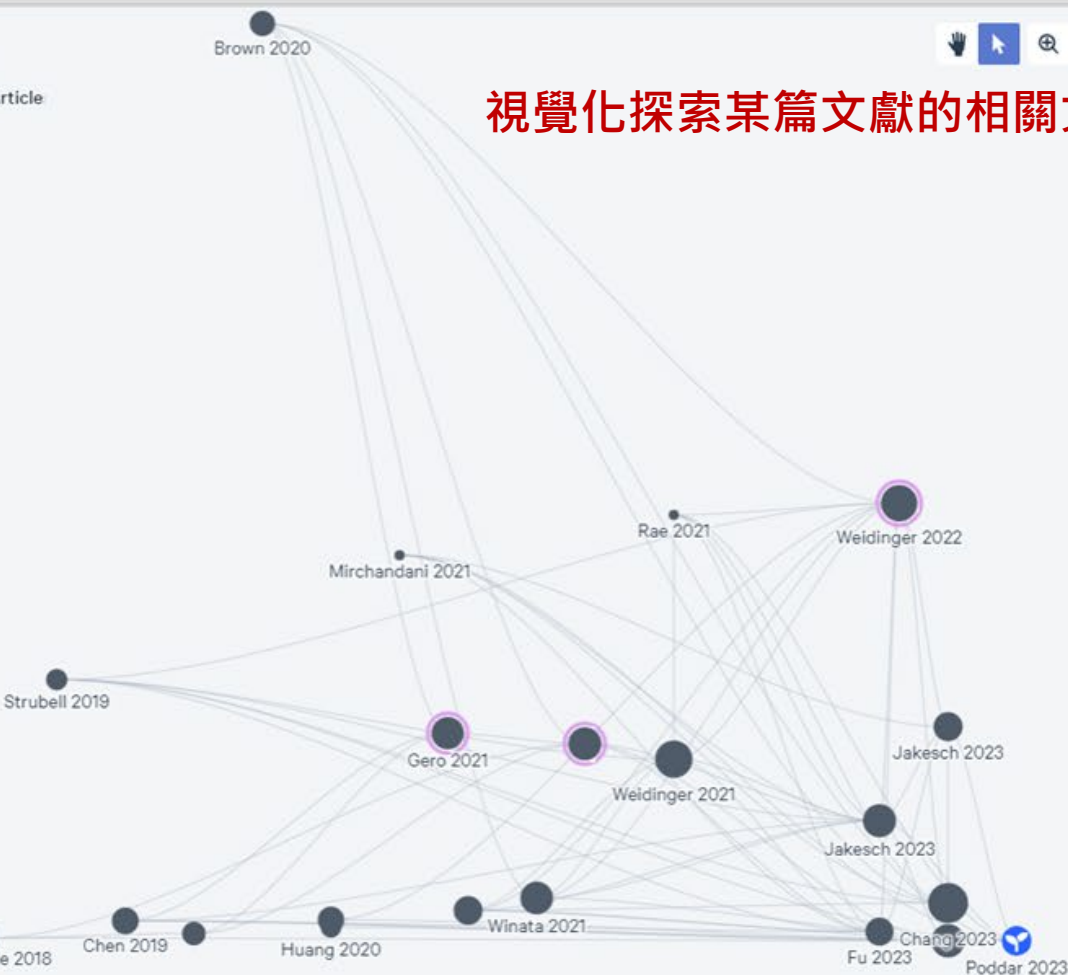 Brown 2020
rticle
視覺化探索某篇文獻的相關
Rae 2021
Weidinger 2022
Mirchandani 2021
Strubell 2019
Gero 2021
Jakesch 2023
Weidinger 2021
Jakesch 2023
Winata 2021
Chen 2019
Huang 2020
Chang 2023
Fu 2023
e 2018
Poddar 2023